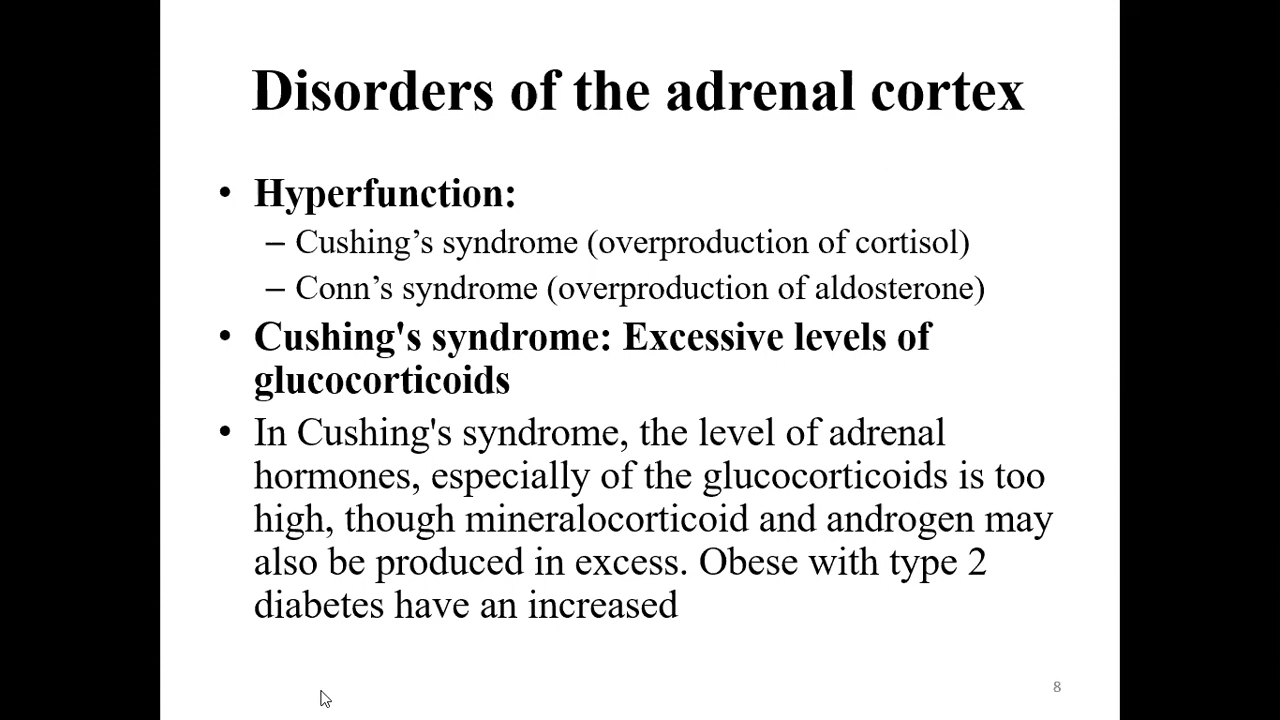 Disorders of the adrenal cortex
• Hyperfunction:
– Cushing’s syndrome (overproduction of cortisol)
– Conn’s syndrome (overproduction of aldosterone)
• Cushing's syndrome: Excessive levels of
glucocorticoids
• In Cushing's syndrome, the level of adrenal
hormones, especially of the glucocorticoids is too
high, though mineralocorticoid and androgen may
also be produced in excess. Obese with type 2
diabetes have an increased
8